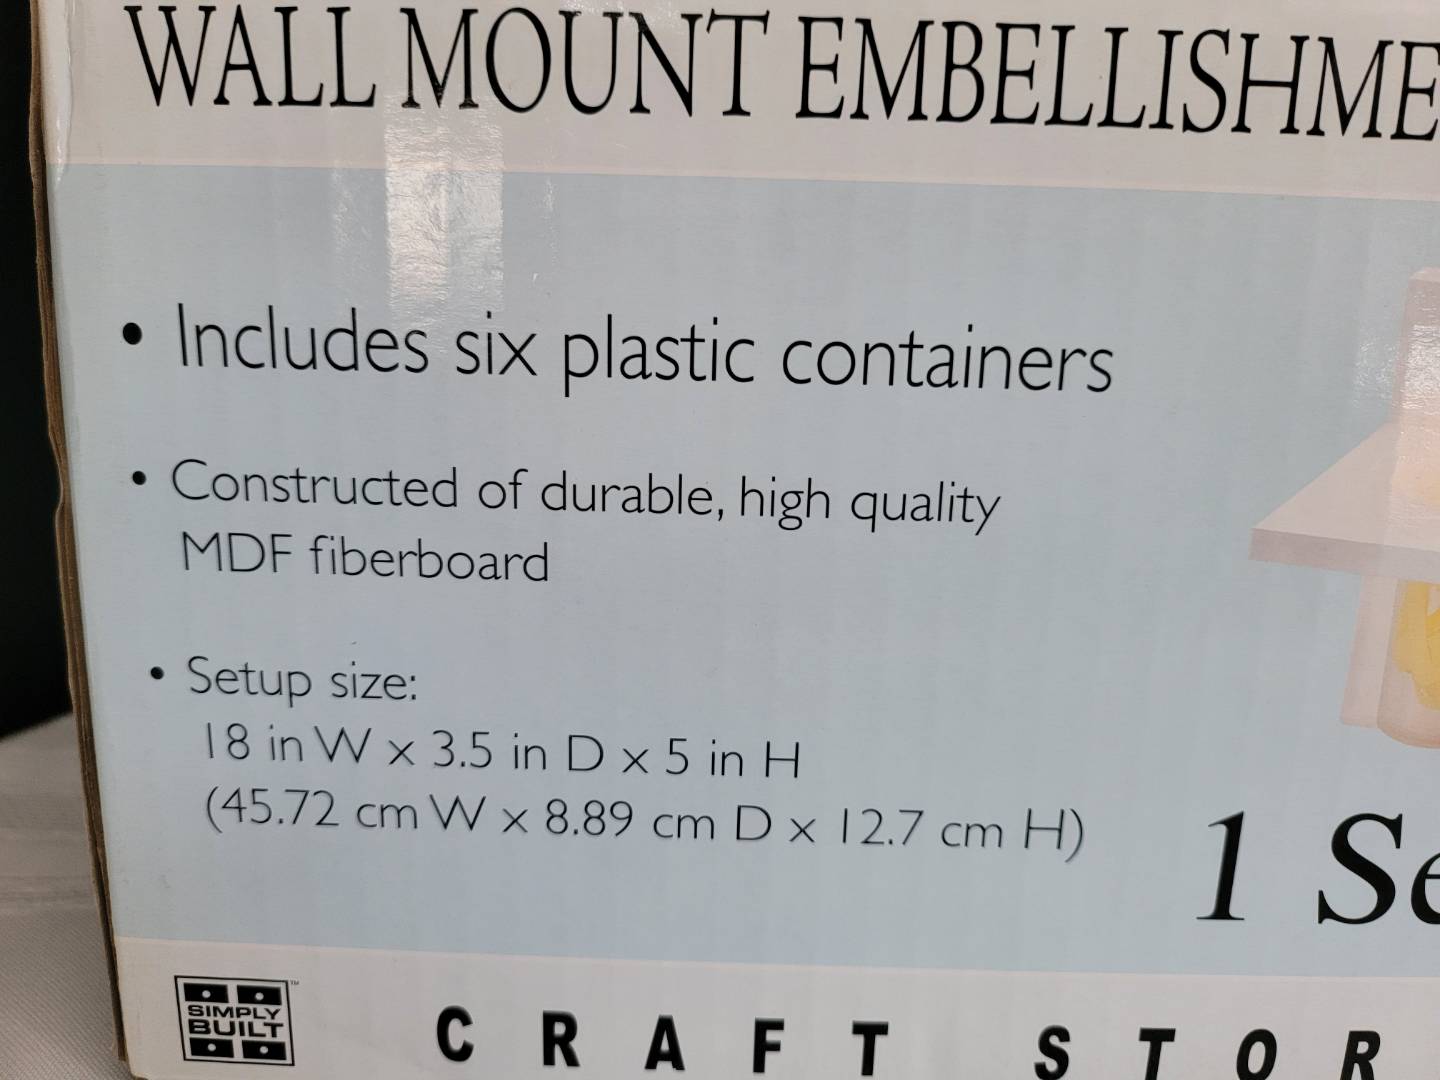 WALL MOUNT EMBELLISHME
• Includes six plastic containers
• Constructed of durable, high quality
MDF fiberboard
• Setup size:
18 in W x 3.5 in D x 5 in H
(45.72 cm W x 8.89 cm D x 12.7 cm H)
1 Se
SIMPLY
BUILT
™
CRAFT STOR